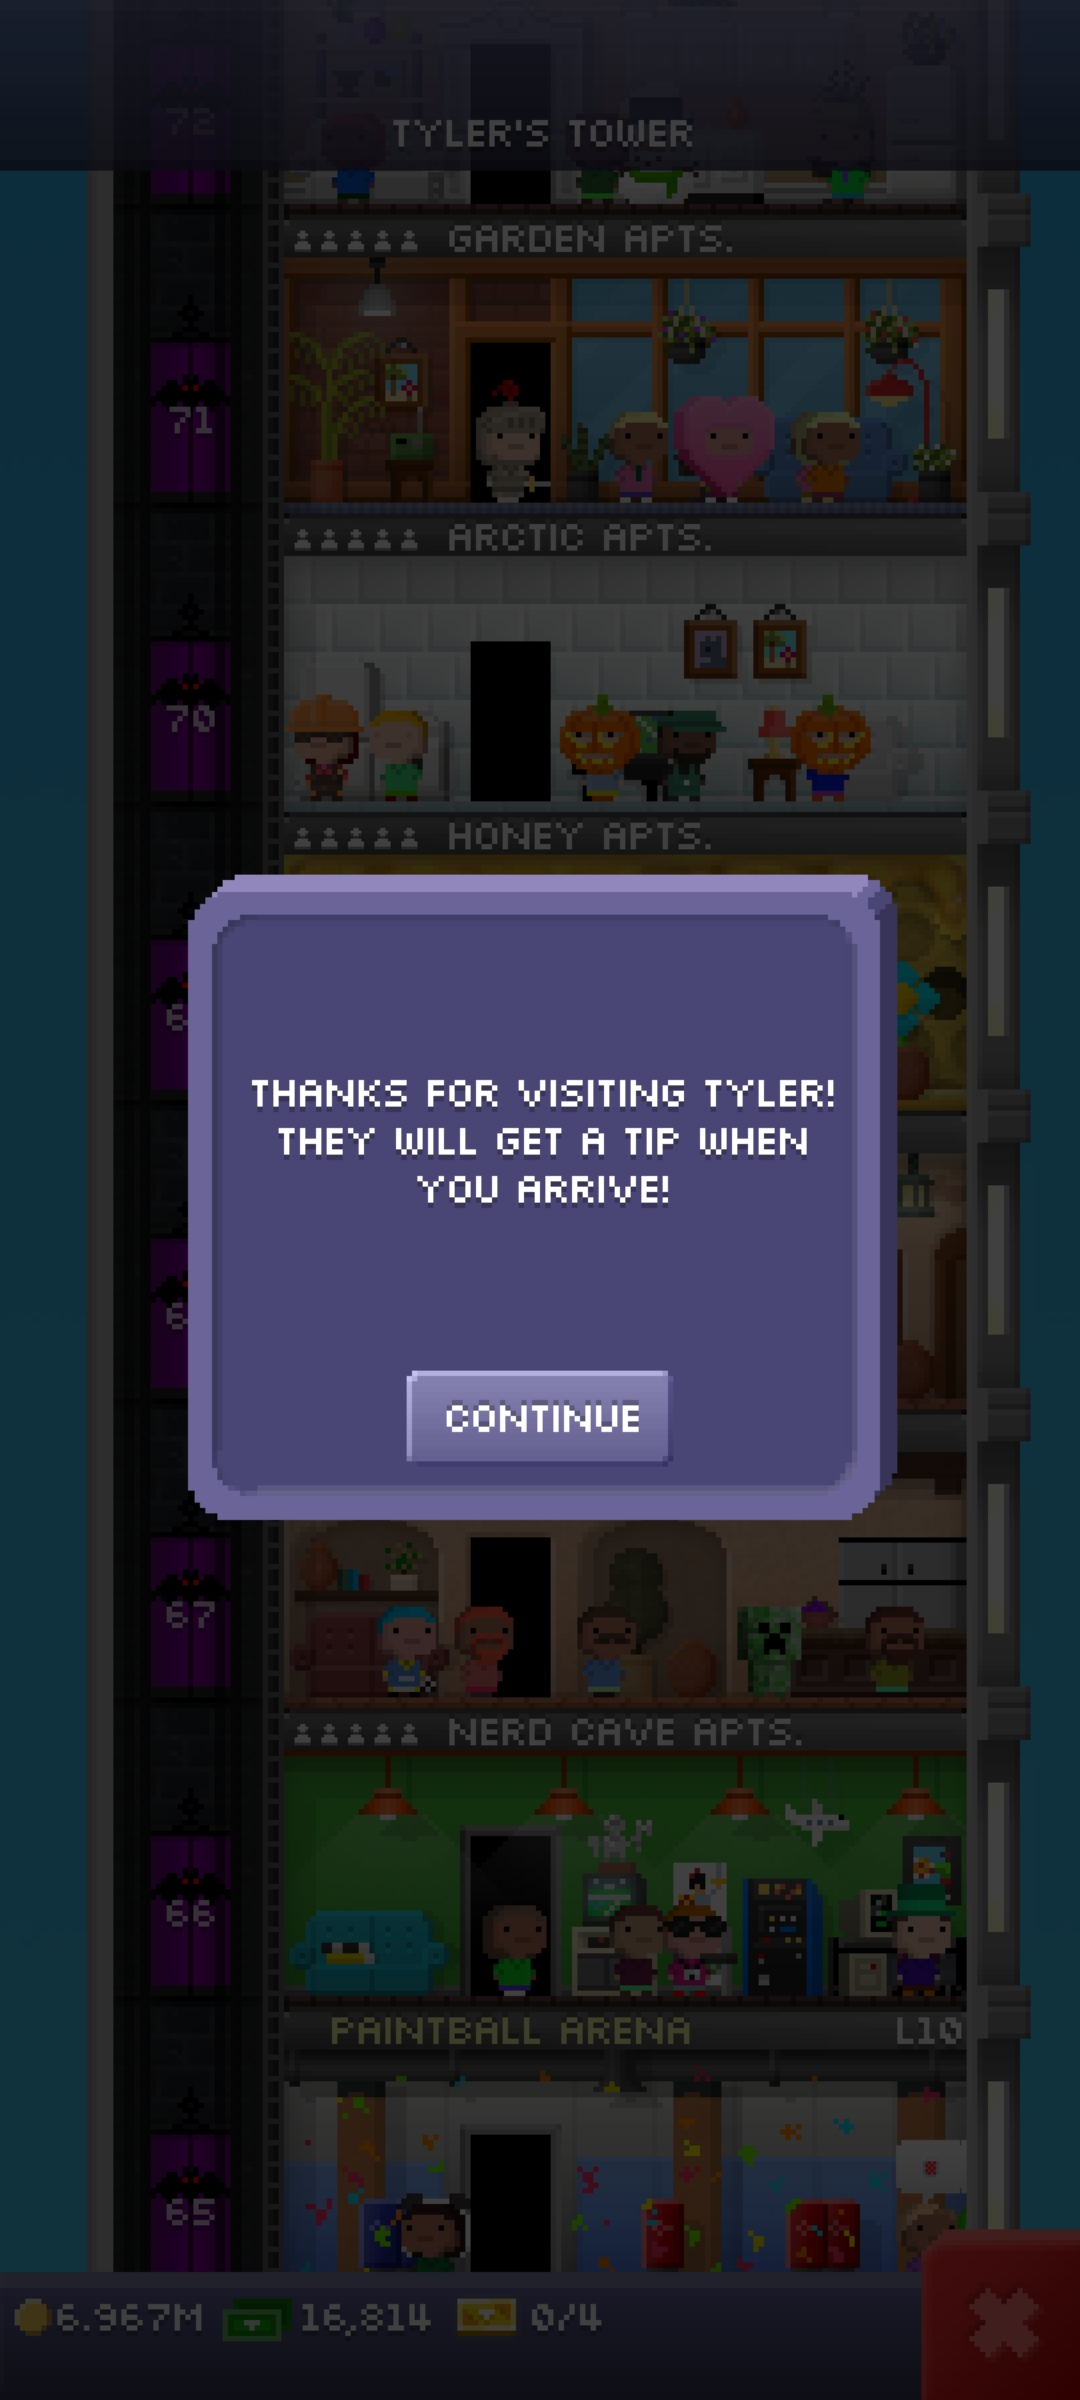 72
TYLER'S TOWER
GARDEN APTS.
71
ARCTIC APTS.
70
HONEY APTS.
6
THANKS FOR VISITING TYLER!
THEY WILL GET A TIP WHEN
YOU ARRIVE!
6
CONTINUE
67
NERD CAVE APTS.
66
PAINTBALL ARENA L10
65
6.967M 16,814 0/4